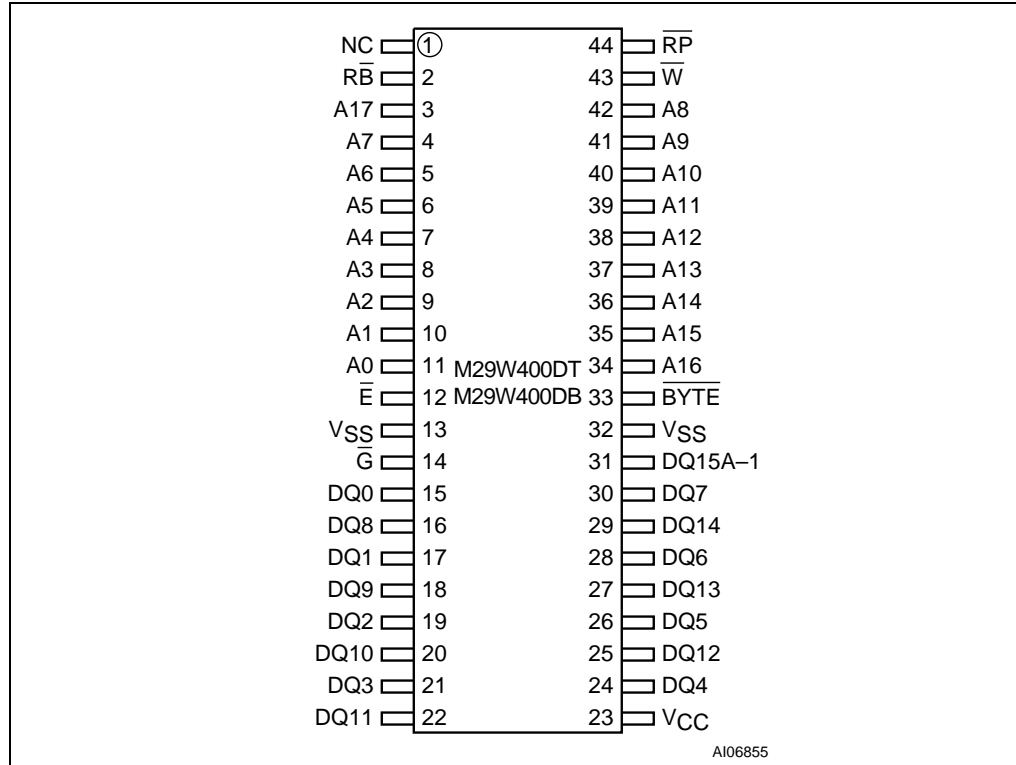 NC 1 44 R̅P̅
RB̅ 2 43 W̅
A17 3 42 A8
A7 4 41 A9
A6 5 40 A10
A5 6 39 A11
A4 7 38 A12
A3 8 37 A13
A2 9 36 A14
A1 10 35 A15
A0 11 M29W400DT 34 A16
E̅ 12 M29W400DB 33 B̅Y̅T̅E̅
VSS 13 32 VSS
G̅ 14 31 DQ15A–1
DQ0 15 30 DQ7
DQ8 16 29 DQ14
DQ1 17 28 DQ6
DQ9 18 27 DQ13
DQ2 19 26 DQ5
DQ10 20 25 DQ12
DQ3 21 24 DQ4
DQ11 22 23 VCC
AI06855